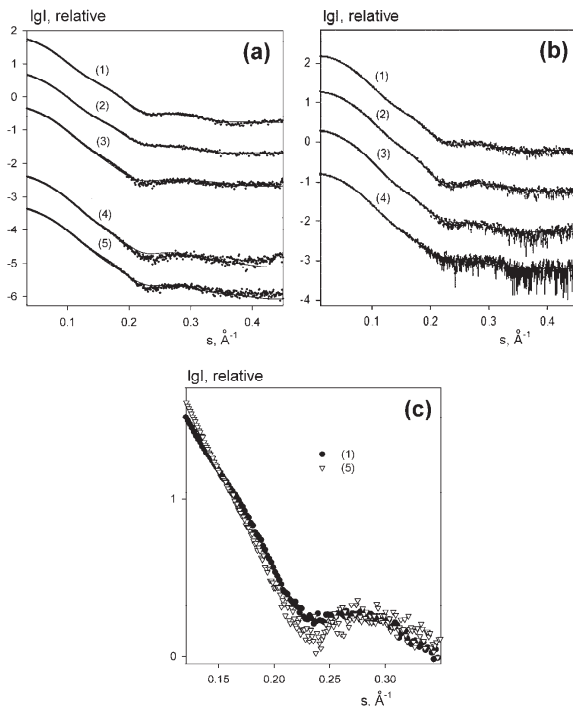 lgI, relative
(a)
2
1
0
-1
-2
-3
-4
-5
-6
(1)
(2)
(3)
(4)
(5)
0.1 0.2 0.3 0.4
s, Å-1
lgI, relative
(b)
2
1
0
-1
-2
-3
-4
(1)
(2)
(3)
(4)
0.1 0.2 0.3 0.4
s, Å-1
lgI, relative
(c)
(1)
(5)
1
0
0.15 0.20 0.25 0.30
s, Å-1